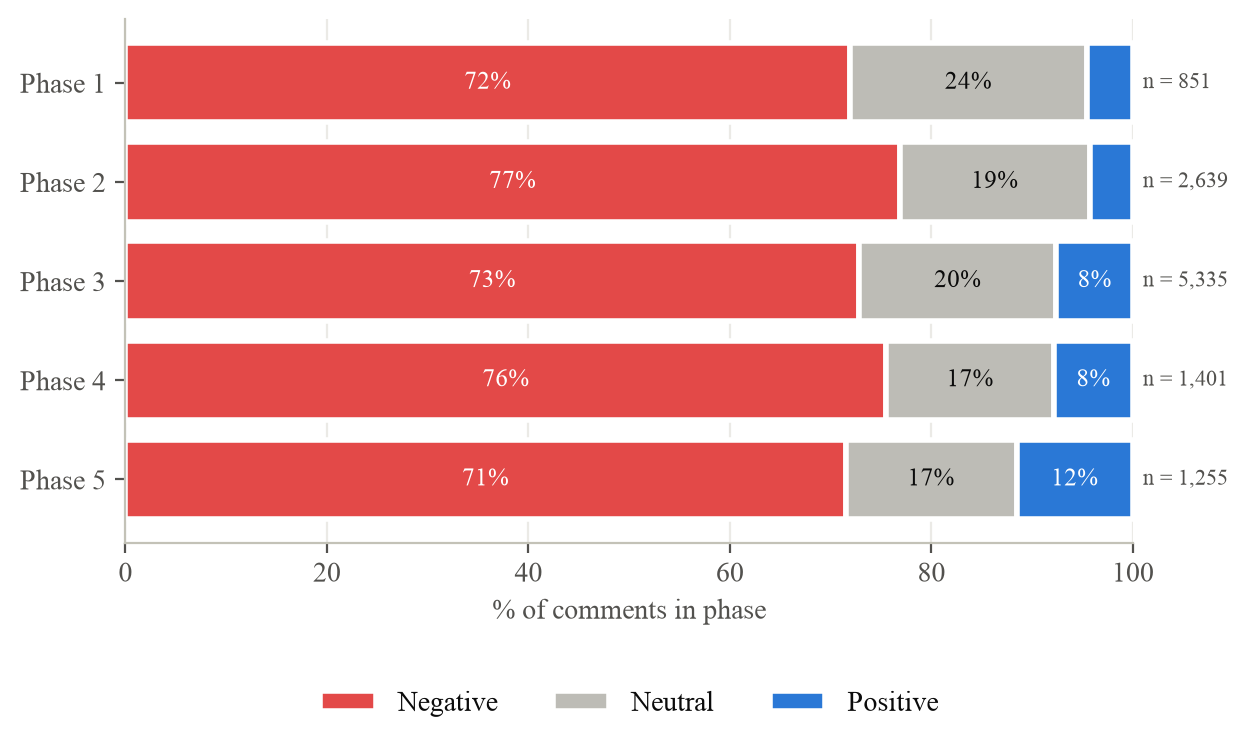 Phase 1 72% 24% n = 851
Phase 2 77% 19% n = 2,639
Phase 3 73% 20% 8% n = 5,335
Phase 4 76% 17% 8% n = 1,401
Phase 5 71% 17% 12% n = 1,255
0 20 40 60 80 100
% of comments in phase
Negative Neutral Positive